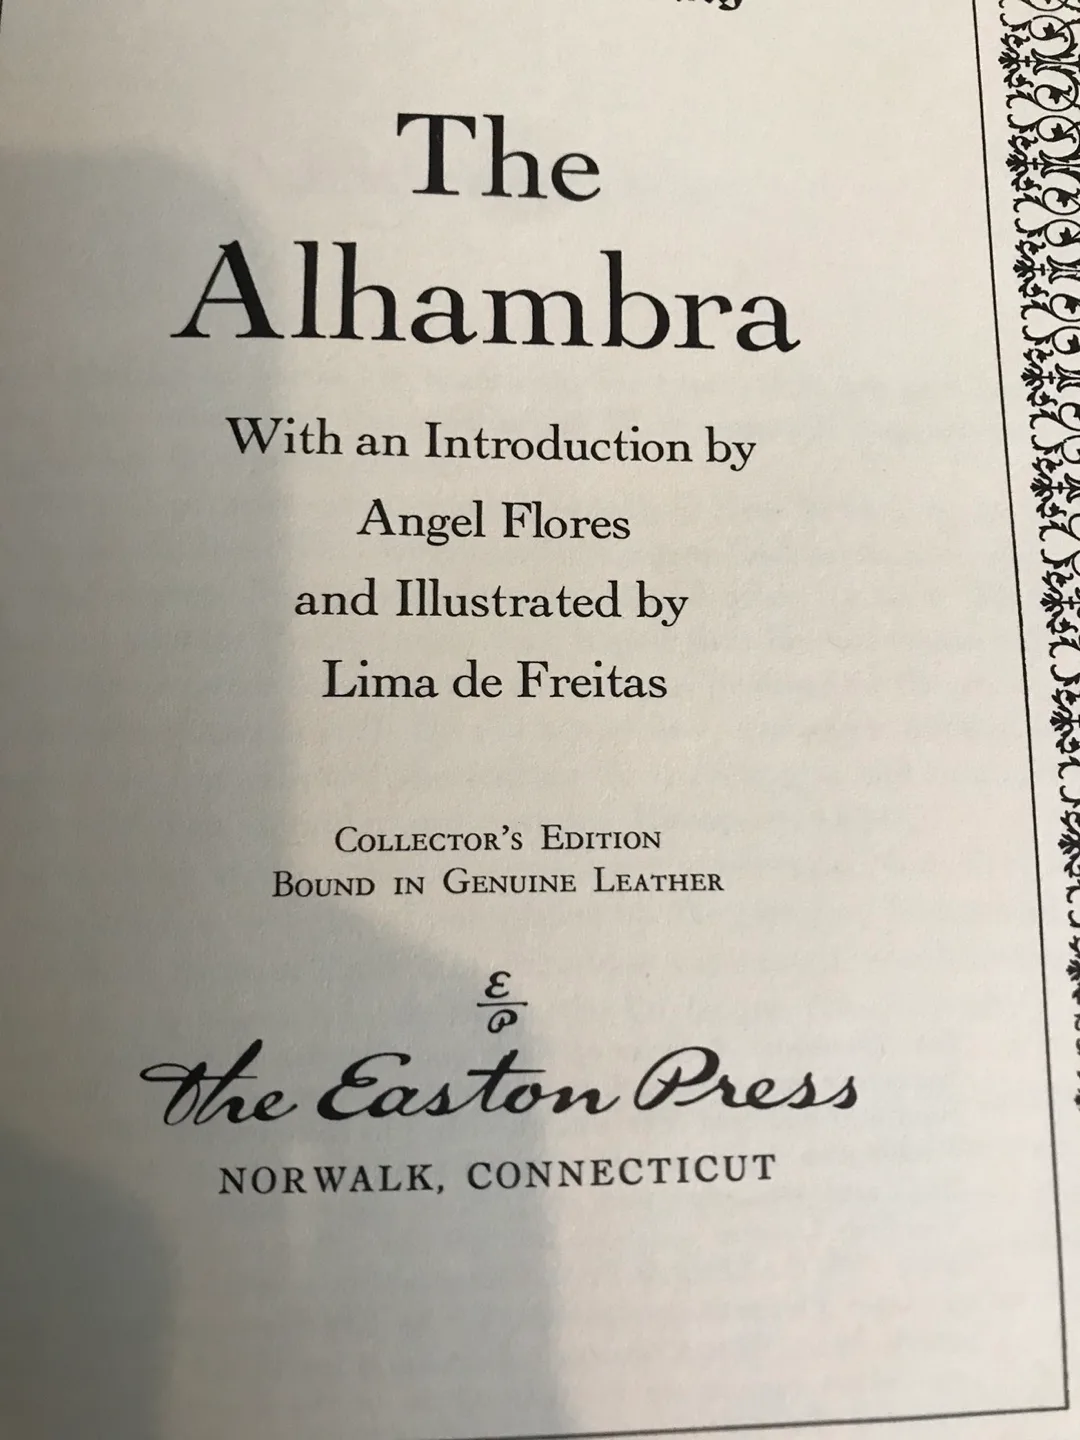 The
Alhambra
With an Introduction by
Angel Flores
and Illustrated by
Lima de Freitas
Collector's Edition
Bound in Genuine Leather
E
P
The Easton Press
NORWALK, CONNECTICUT